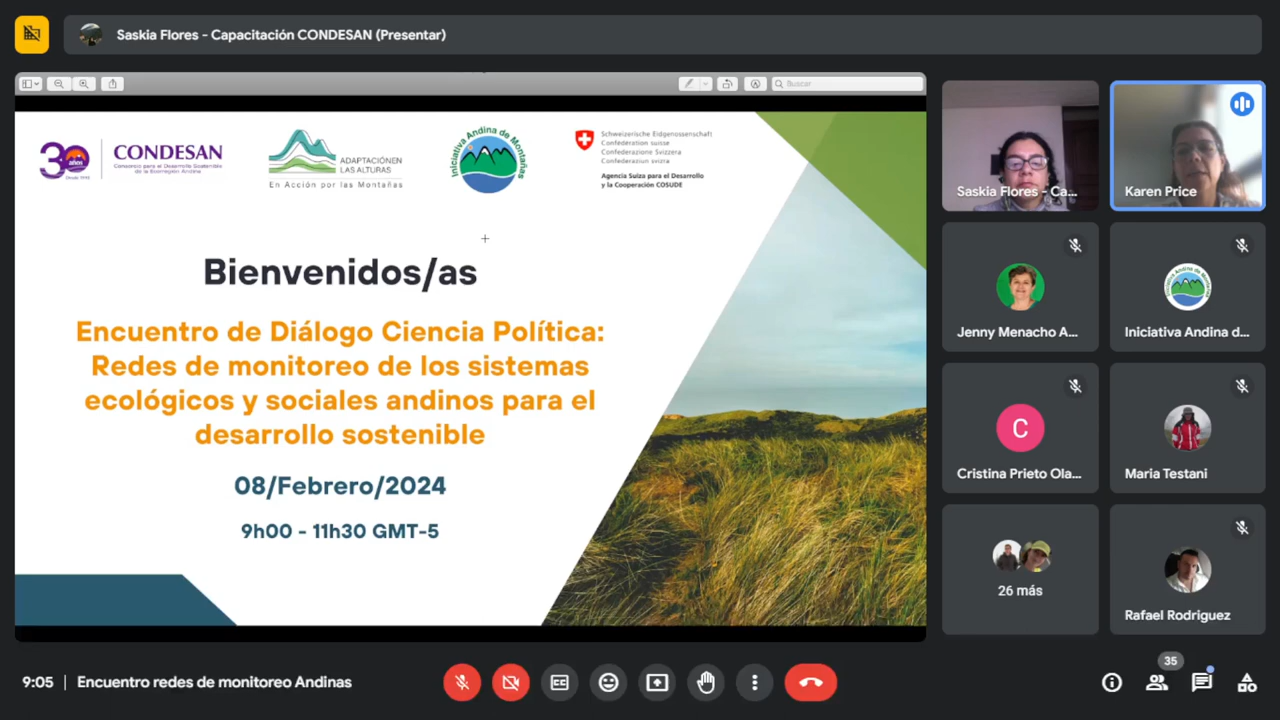 Saskia Flores - Capacitación CONDESAN (Presentar)
Buscar
30 años
Desde 1993
CONDESAN
Consorcio para el Desarrollo Sostenible
de la Ecorregión Andina
ADAPTACIÓNEN
LAS ALTURAS
En Acción por las Montañas
Iniciativa Andina de Montañas
Schweizerische Eidgenossenschaft
Confédération suisse
Confederazione Svizzera
Confederaziun svizra
Agencia Suiza para el Desarrollo
y la Cooperación COSUDE
Bienvenidos/as
Encuentro de Diálogo Ciencia Política:
Redes de monitoreo de los sistemas
ecológicos y sociales andinos para el
desarrollo sostenible
08/Febrero/2024
9h00 - 11h30 GMT-5
Saskia Flores - Ca...
Karen Price
Jenny Menacho A...
Iniciativa Andina d...
C
Cristina Prieto Ola...
Maria Testani
26 más
Rafael Rodriguez
9:05 | Encuentro redes de monitoreo Andinas
35